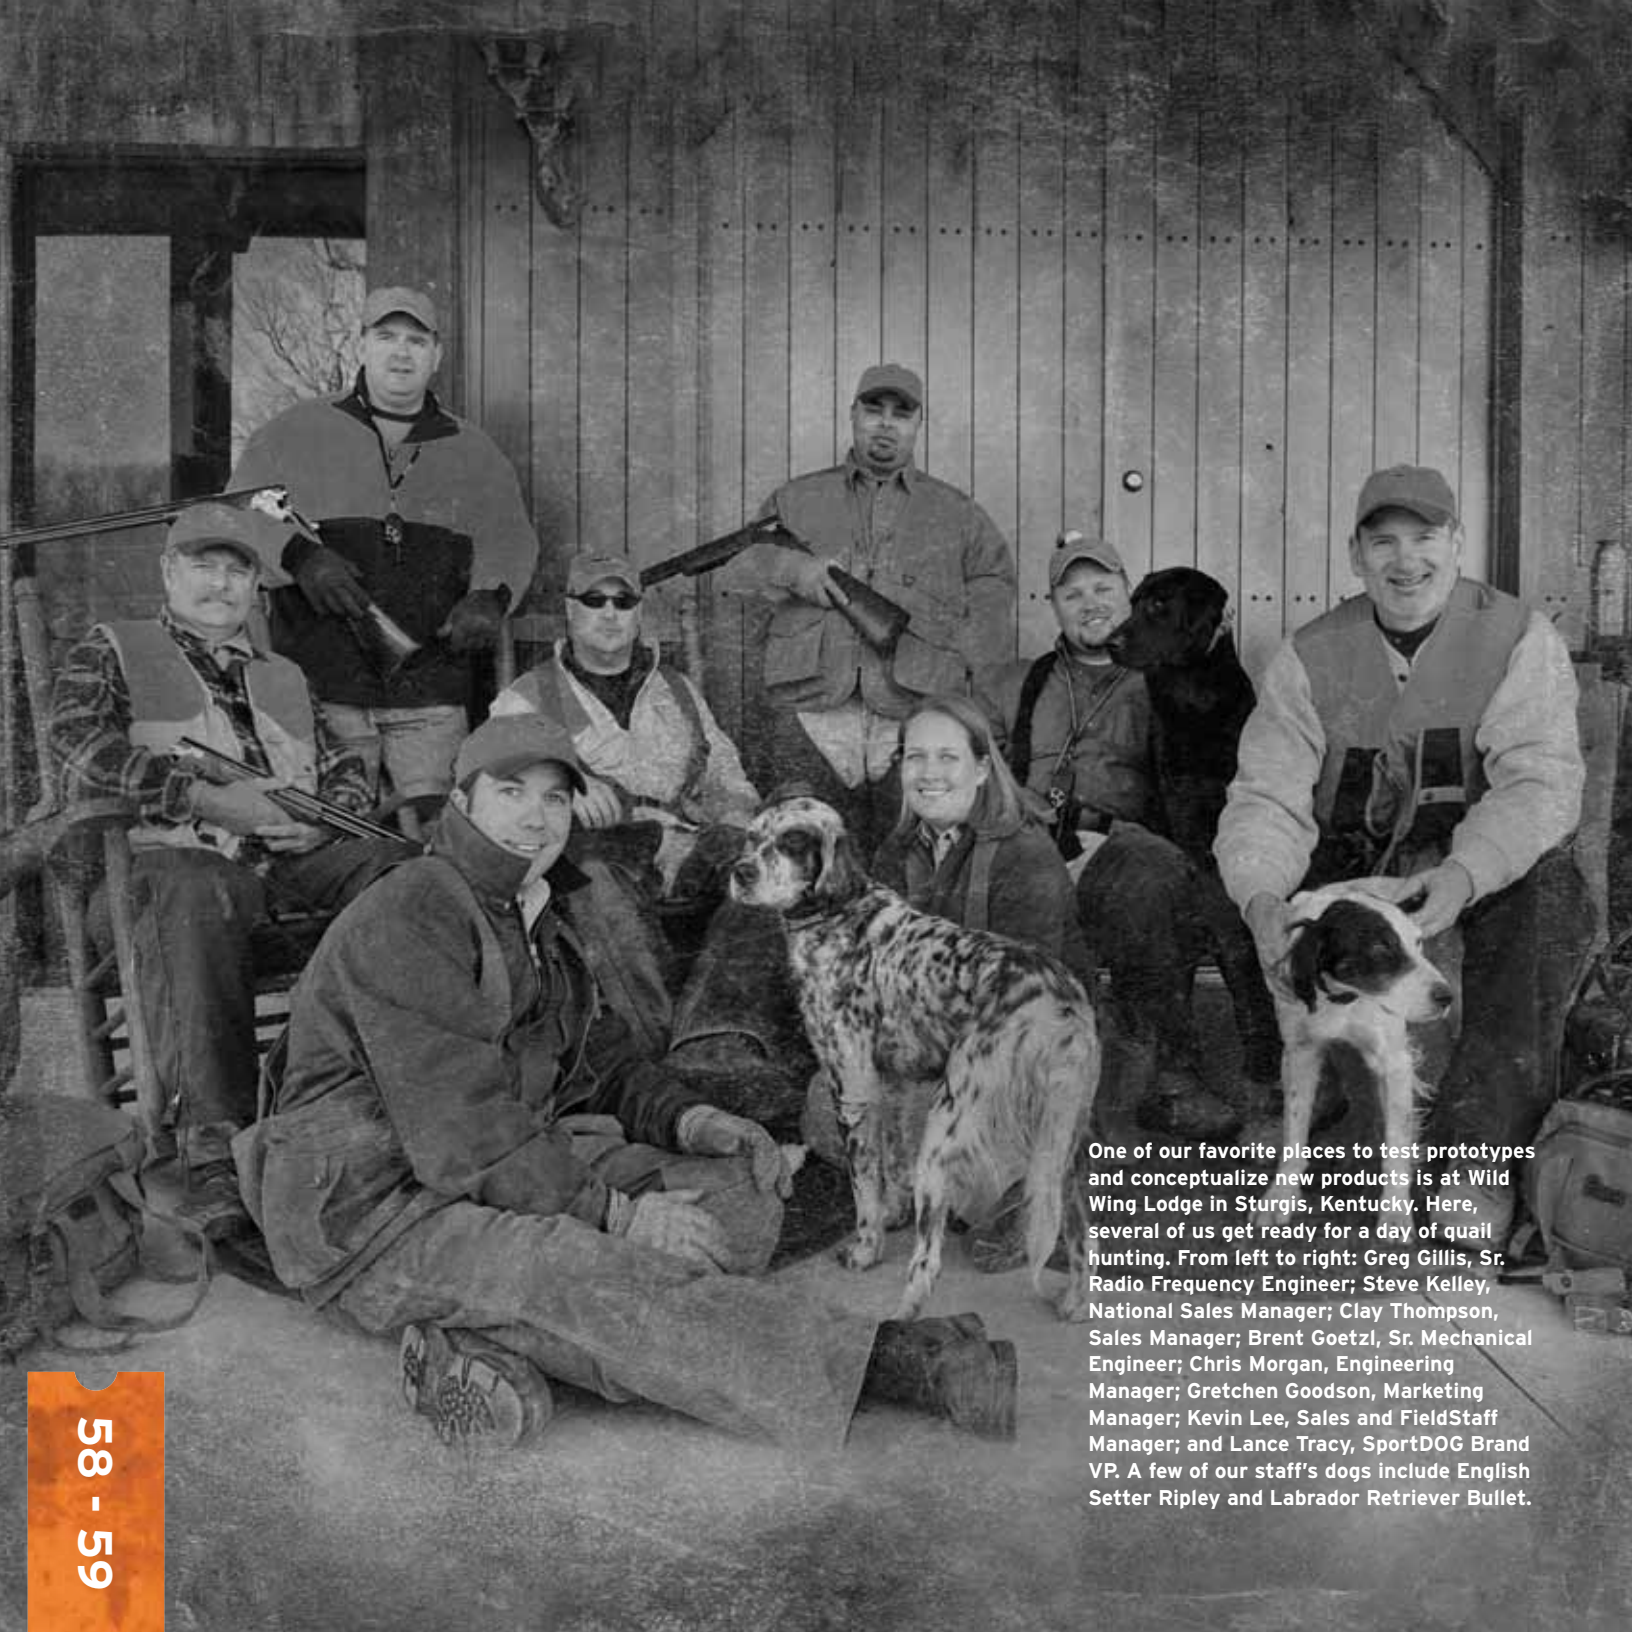 One of our favorite places to test prototypes
and conceptualize new products is at Wild
Wing Lodge in Sturgis, Kentucky. Here,
several of us get ready for a day of quail
hunting. From left to right: Greg Gillis, Sr.
Radio Frequency Engineer; Steve Kelley,
National Sales Manager; Clay Thompson,
Sales Manager; Brent Goetzl, Sr. Mechanical
Engineer; Chris Morgan, Engineering
Manager; Gretchen Goodson, Marketing
Manager; Kevin Lee, Sales and FieldStaff
Manager; and Lance Tracy, SportDOG Brand
VP. A few of our staff's dogs include English
Setter Ripley and Labrador Retriever Bullet.
58 - 59